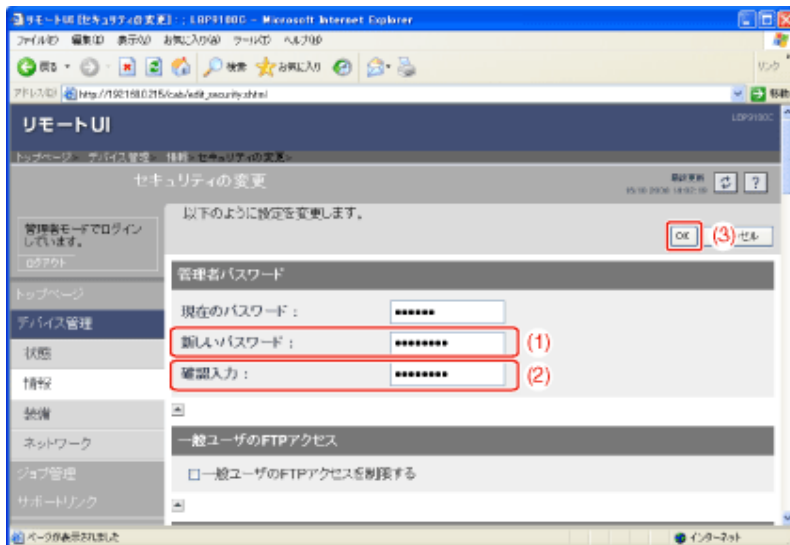 リモートUI [セキュリティの変更] : : LBP9100C - Microsoft Internet Explorer
ファイル(F) 編集(E) 表示(V) お気に入り(A) ツール(T) ヘルプ(H)
戻る 検索 お気に入り リンク
アドレス(D) http://192.168.0.215/cab/edit_security.shtml 移動
リモートUI
LBP9100C
トップページ> デバイス管理> 情報> セキュリティの変更>
セキュリティの変更
最終更新
?
管理者モードでログイン
しています。
ログアウト
以下のように設定を変更します。
OK (3)
トップページ
デバイス管理
状態
情報
装備
ネットワーク
ジョブ管理
サポートリンク
管理者パスワード
現在のパスワード :
新しいパスワード : (1)
確認入力 : (2)
一般ユーザのFTPアクセス
一般ユーザのFTPアクセスを制限する
ページが表示されました
インターネット